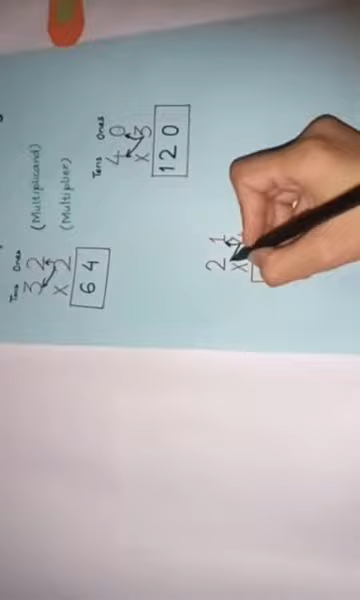 Tens Ones
3 2 (Multiplicand)
x 2 (Multiplier)
6 4
Tens Ones
4 0
x 3
1 2 0
2 1
x